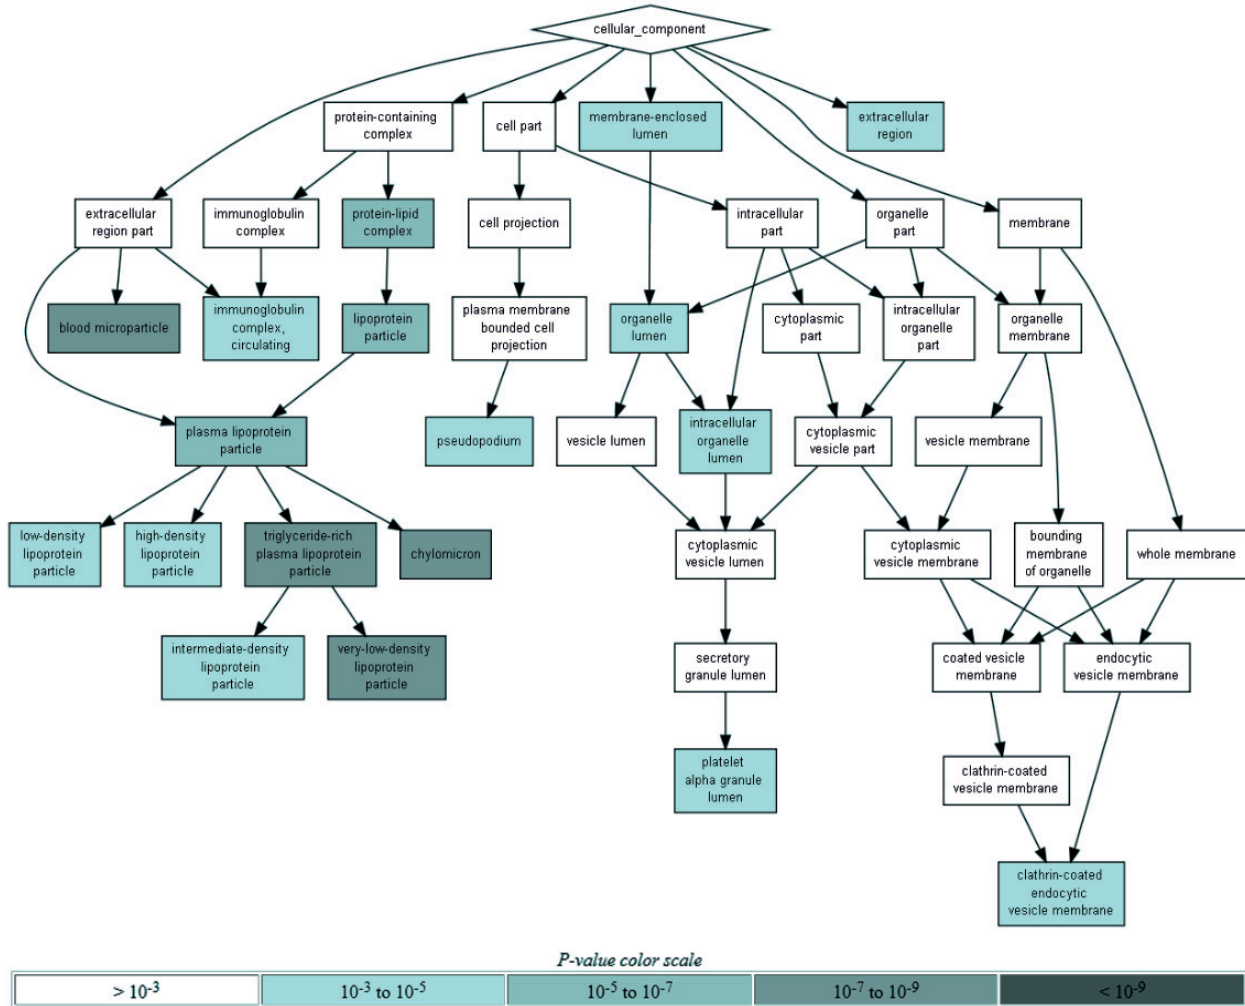 cellular_component
protein-containing
complex
cell part
membrane-enclosed
lumen
extracellular
region
extracellular
region part
immunoglobulin
complex
protein-lipid
complex
cell projection
intracellular
part
organelle
part
membrane
blood microparticle
immunoglobulin
complex,
circulating
lipoprotein
particle
plasma membrane
bounded cell
projection
organelle
lumen
cytoplasmic
part
intracellular
organelle
part
organelle
membrane
plasma lipoprotein
particle
pseudopodium
vesicle lumen
intracellular
organelle
lumen
cytoplasmic
vesicle part
vesicle membrane
low-density
lipoprotein
particle
high-density
lipoprotein
particle
triglyceride-rich
plasma lipoprotein
particle
chylomicron
cytoplasmic
vesicle lumen
cytoplasmic
vesicle membrane
bounding
membrane
of organelle
whole membrane
intermediate-density
lipoprotein
particle
very-low-density
lipoprotein
particle
secretory
granule lumen
coated vesicle
membrane
endocytic
vesicle membrane
platelet
alpha granule
lumen
clathrin-coated
vesicle membrane
clathrin-coated
endocytic
vesicle membrane
P-value color scale
> 10⁻³
10⁻³ to 10⁻⁵
10⁻⁵ to 10⁻⁷
10⁻⁷ to 10⁻⁹
< 10⁻⁹